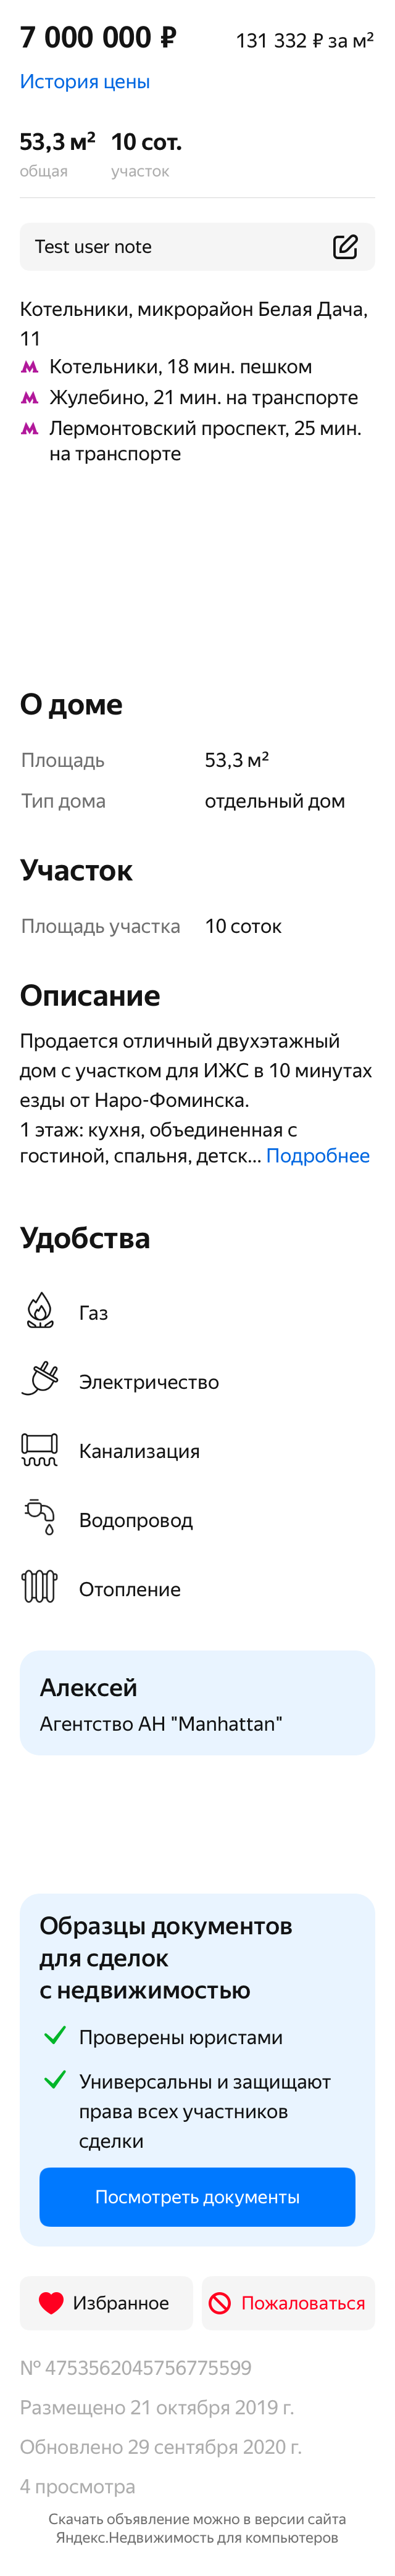 7 000 000 ₽
131 332 ₽ за м²
История цены
53,3 м² 10 сот.
общая участок
Test user note
Котельники, микрорайон Белая Дача,
11
Котельники, 18 мин. пешком
Жулебино, 21 мин. на транспорте
Лермонтовский проспект, 25 мин.
на транспорте
О доме
Площадь 53,3 м²
Тип дома отдельный дом
Участок
Площадь участка 10 соток
Описание
Продается отличный двухэтажный
дом с участком для ИЖС в 10 минутах
езды от Наро-Фоминска.
1 этаж: кухня, объединенная с
гостиной, спальня, детск... Подробнее
Удобства
Газ
Электричество
Канализация
Водопровод
Отопление
Алексей
Агентство АН "Manhattan"
Образцы документов
для сделок
с недвижимостью
Проверены юристами
Универсальны и защищают
права всех участников
сделки
Посмотреть документы
Избранное
Пожаловаться
№ 4753562045756775599
Размещено 21 октября 2019 г.
Обновлено 29 сентября 2020 г.
4 просмотра
Скачать объявление можно в версии сайта
Яндекс.Недвижимость для компьютеров